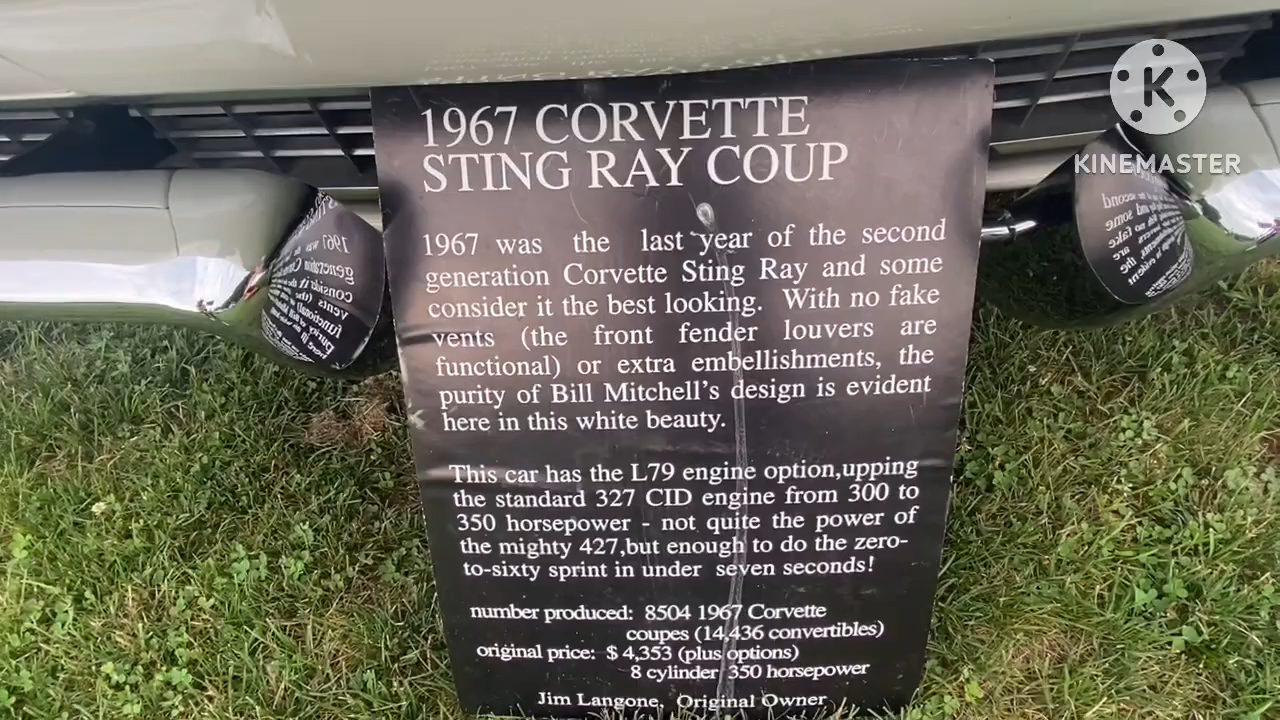 1967 CORVETTE
STING RAY COUP
1967 was the last year of the second
generation Corvette Sting Ray and some
consider it the best looking. With no fake
vents (the front fender louvers are
functional) or extra embellishments, the
purity of Bill Mitchell's design is evident
here in this white beauty.
This car has the L79 engine option,upping
the standard 327 CID engine from 300 to
350 horsepower - not quite the power of
the mighty 427,but enough to do the zero-
to-sixty sprint in under seven seconds!
number produced: 8504 1967 Corvette
coupes (14,436 convertibles)
original price: $ 4,353 (plus options)
8 cylinder 350 horsepower
Jim Langone, Original Owner
K
KINEMASTER